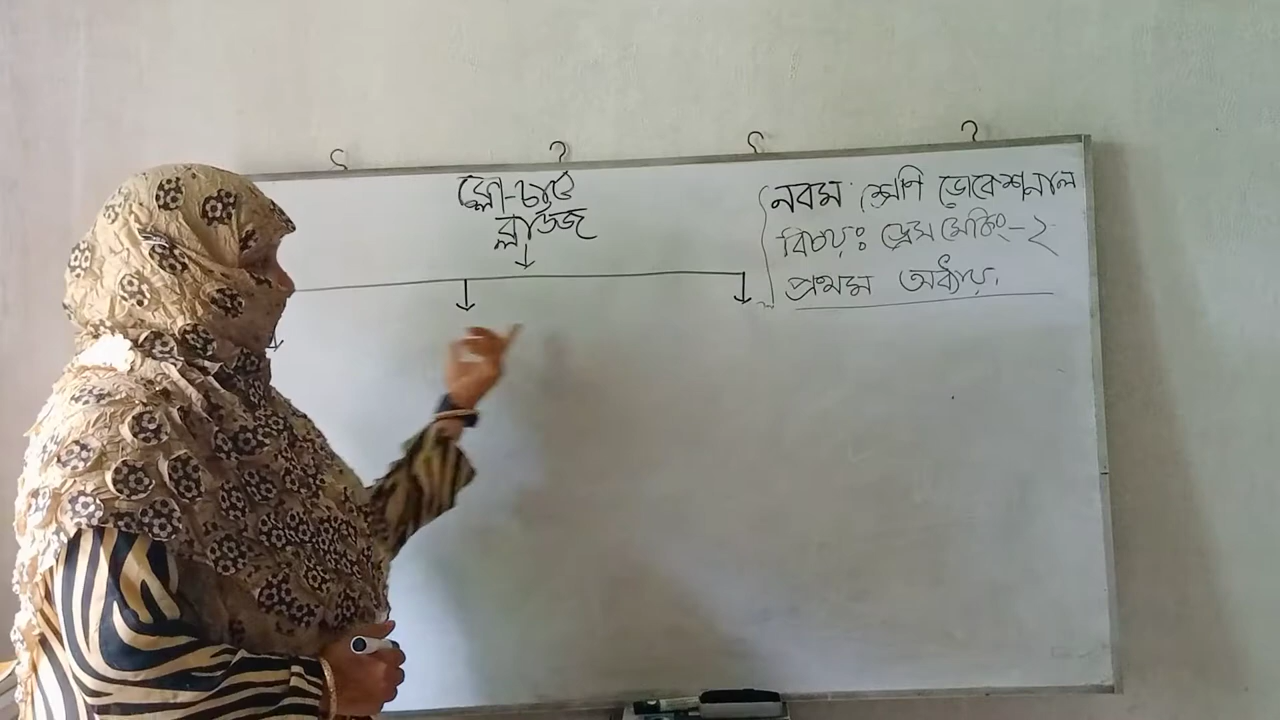 ফ্লো-চার্ট
ব্লাউজ
নবম শ্রেণি ভোকেশনাল
বিষয়ঃ ড্রেস মেকিং-২
প্রথম অধ্যায়.